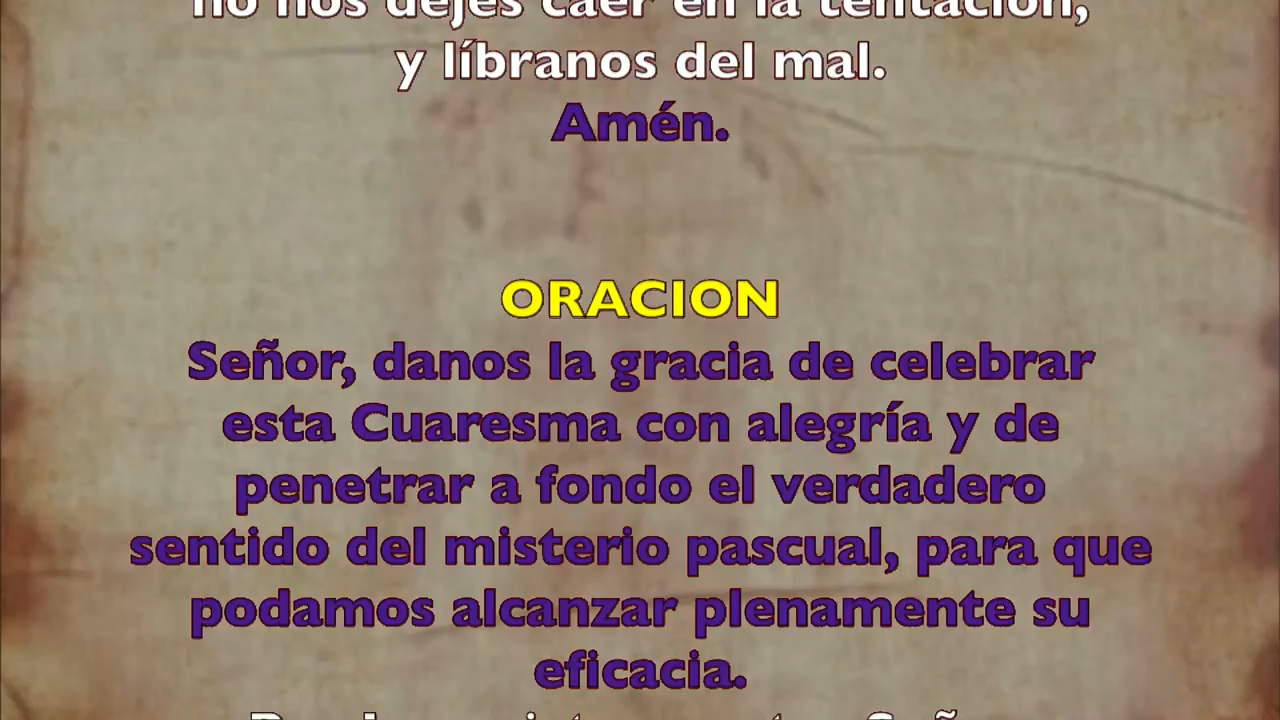 no nos dejes caer en la tentación,
y líbranos del mal.
Amén.
ORACION
Señor, danos la gracia de celebrar
esta Cuaresma con alegría y de
penetrar a fondo el verdadero
sentido del misterio pascual, para que
podamos alcanzar plenamente su
eficacia.